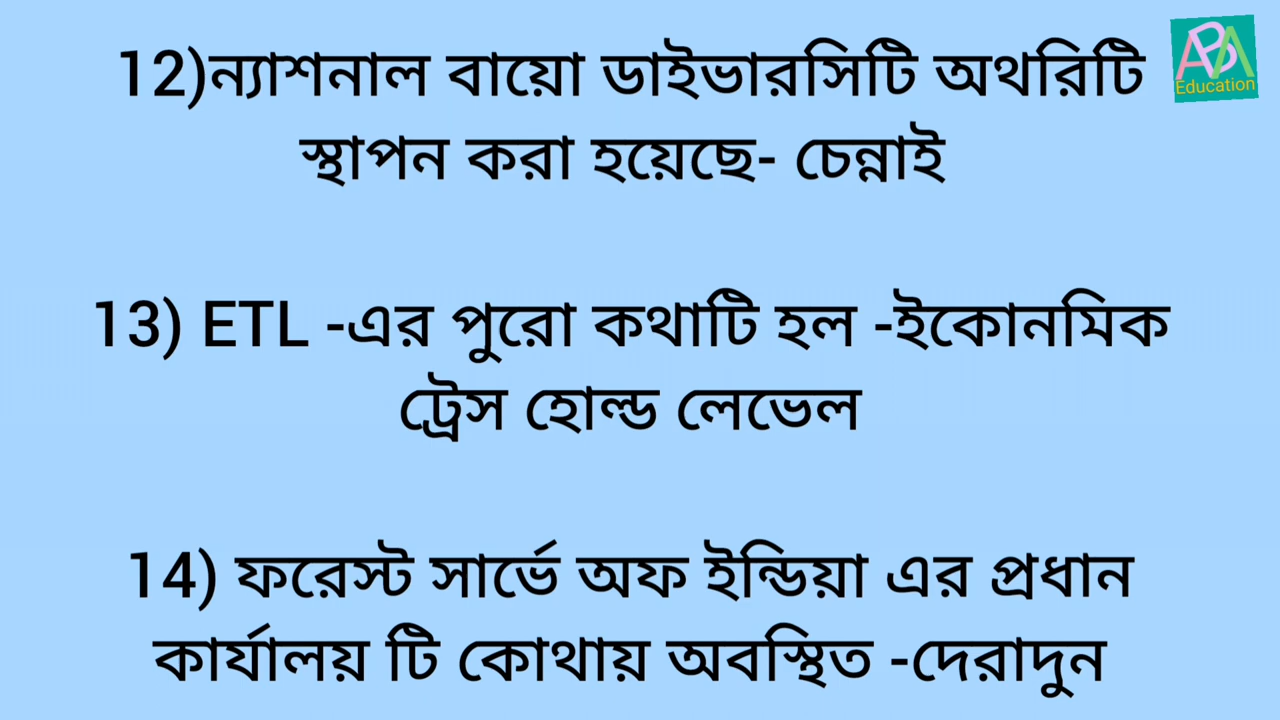 12)ন্যাশনাল বায়ো ডাইভারসিটি অথরিটি
স্থাপন করা হয়েছে- চেন্নাই
13) ETL -এর পুরো কথাটি হল -ইকোনমিক
ট্রেস হোল্ড লেভেল
14) ফরেস্ট সার্ভে অফ ইন্ডিয়া এর প্রধান
কার্যালয় টি কোথায় অবস্থিত -দেরাদুন
ABA
Education